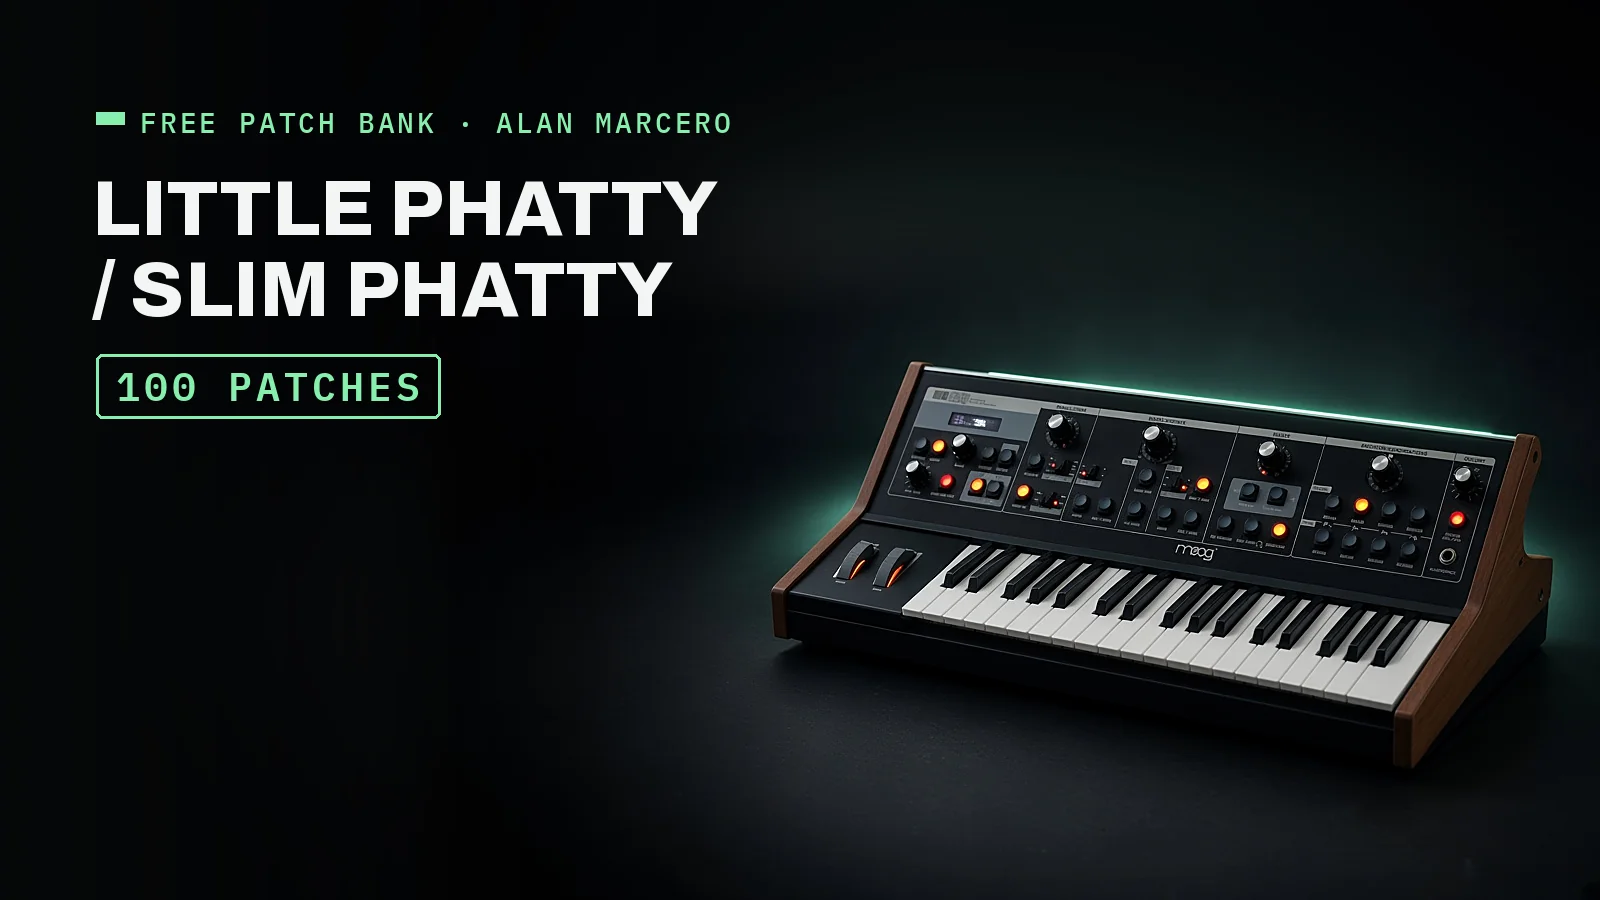 FREE PATCH BANK · ALAN MARCERO
LITTLE PHATTY
/ SLIM PHATTY
100 PATCHES
moog